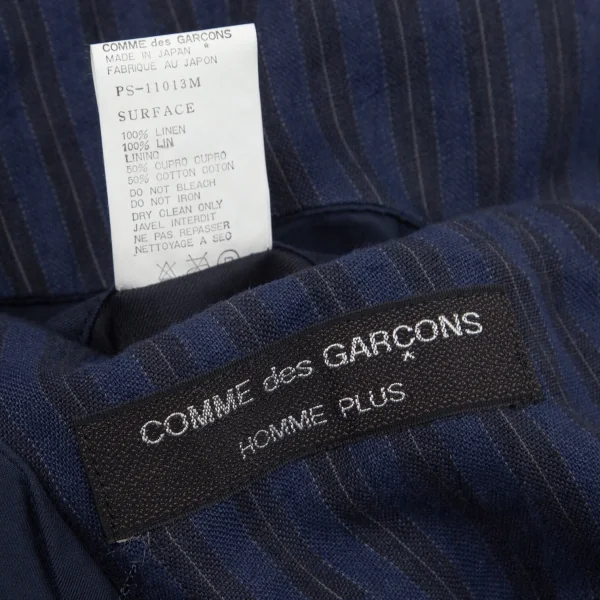 COMME des GARCONS
MADE IN JAPAN *
FABRIQUE AU JAPON
PS-11013M
SURFACE
100% LINEN
100% LIN
LINING
50% CUPRO CUPRO
50% COTTON COTON
DO NOT BLEACH
DO NOT IRON
DRY CLEAN ONLY
JAVEL INTERDIT
NE PAS REPASSER
NETTOYAGE A SEC
COMME des GARÇONS
*
HOMME PLUS